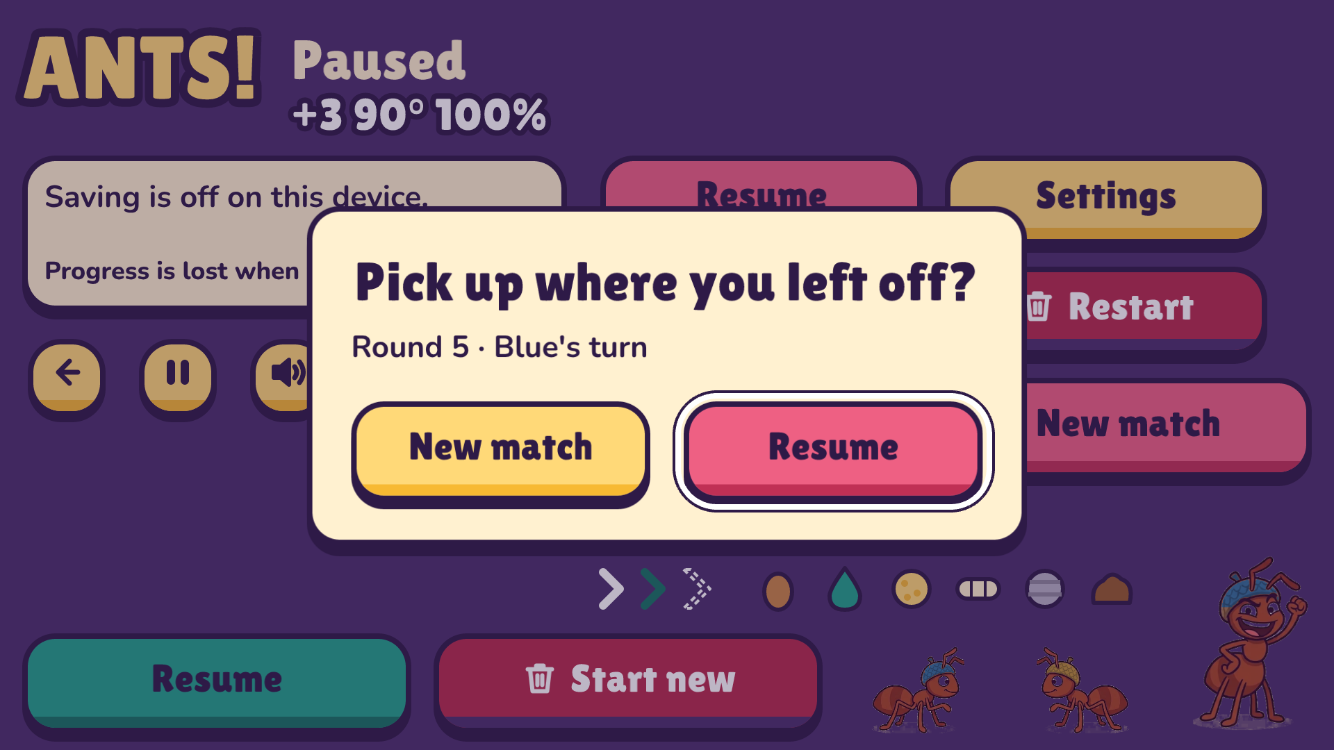 ANTS!
Paused
+3 90° 100%
Saving is off on this device.
Progress is lost when
Resume
Settings
Restart
New match
Pick up where you left off?
Round 5 · Blue's turn
New match
Resume
Resume
Start new